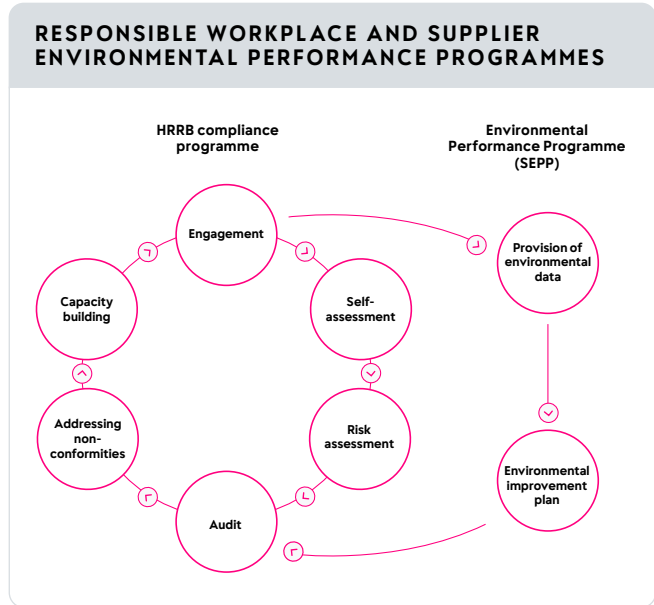 RESPONSIBLE WORKPLACE AND SUPPLIER
ENVIRONMENTAL PERFORMANCE PROGRAMMES
HRRB compliance
programme
Environmental
Performance Programme
(SEPP)
Engagement
Provision of
environmental
data
Capacity
building
Self-
assessment
Addressing
non-
conformities
Risk
assessment
Environmental
improvement
plan
Audit